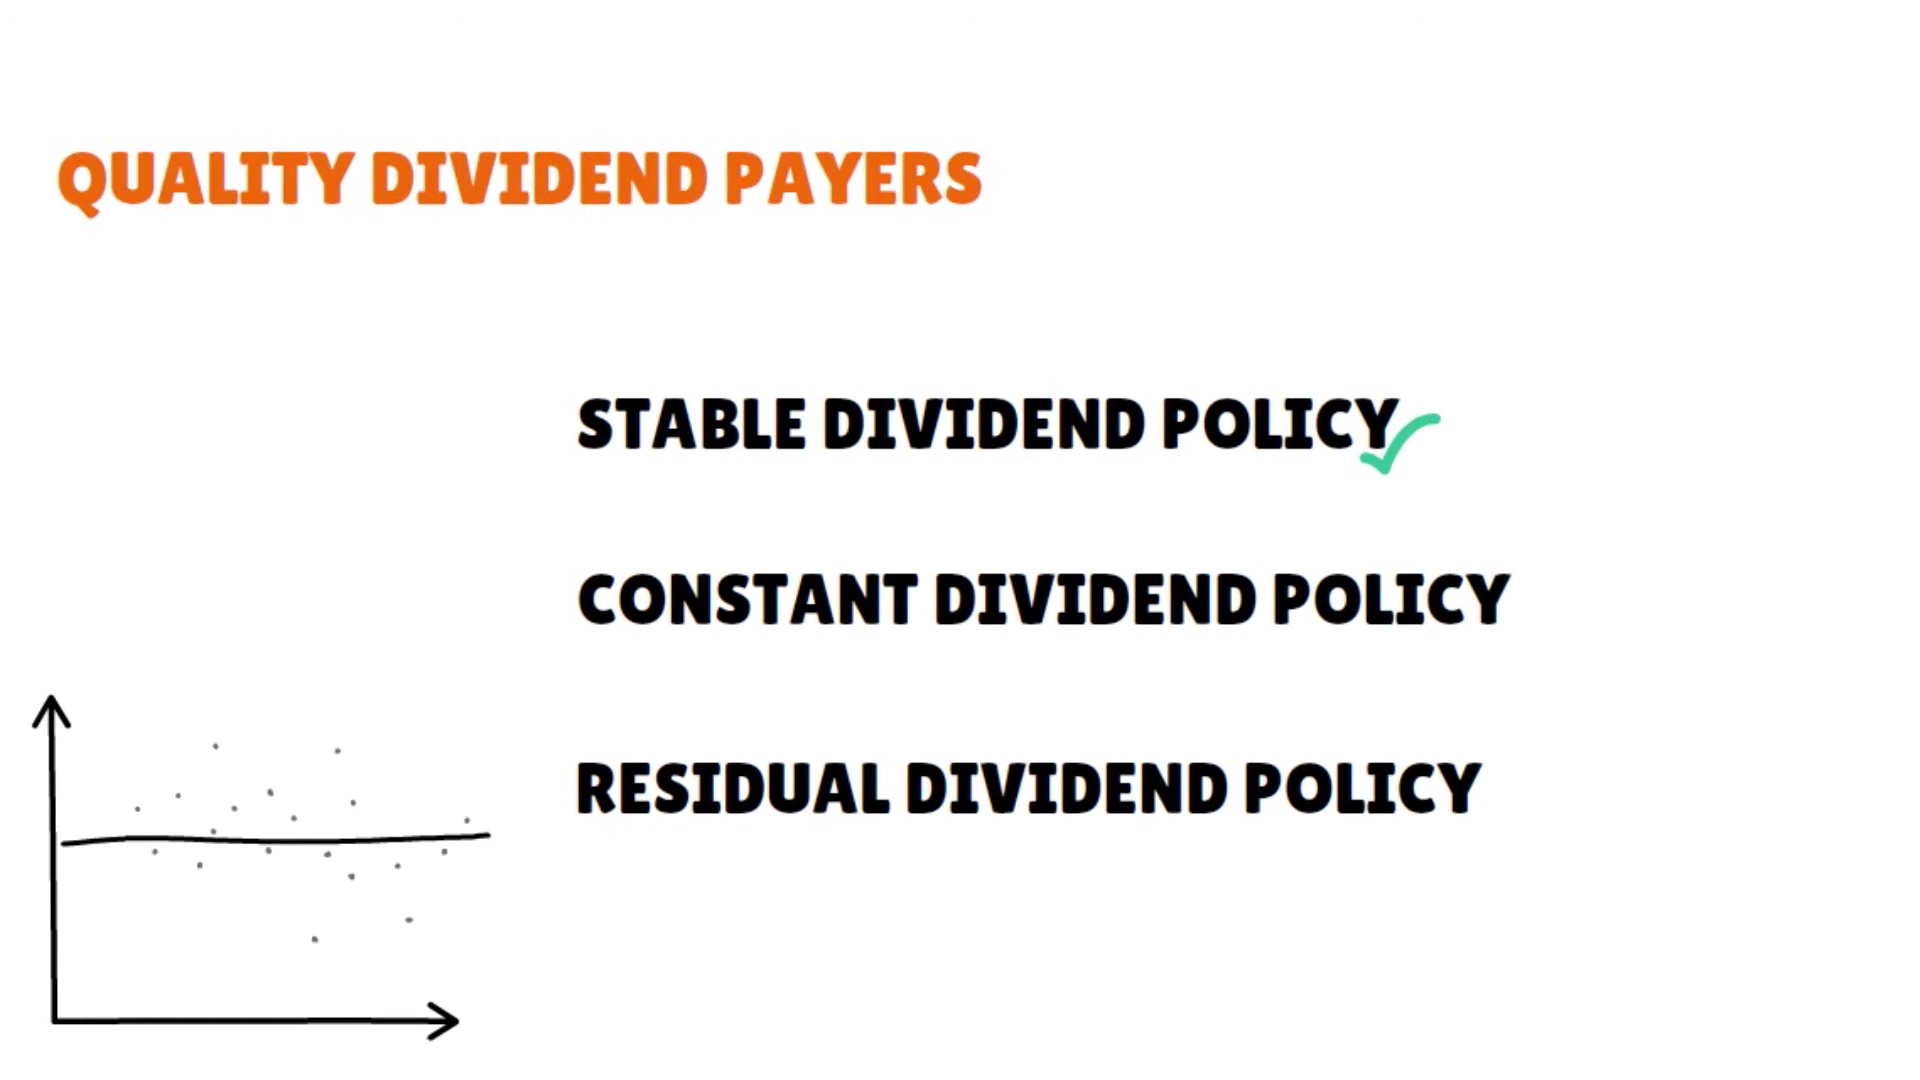 QUALITY DIVIDEND PAYERS
STABLE DIVIDEND POLICY
CONSTANT DIVIDEND POLICY
RESIDUAL DIVIDEND POLICY